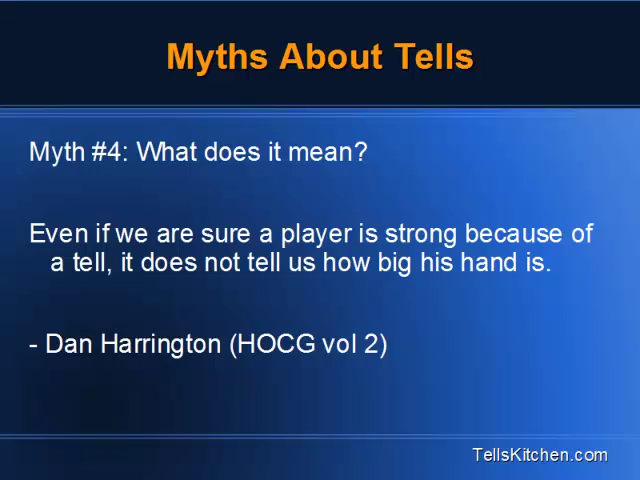 Myths About Tells
Myth #4: What does it mean?
Even if we are sure a player is strong because of
a tell, it does not tell us how big his hand is.
- Dan Harrington (HOCG vol 2)
TellsKitchen.com